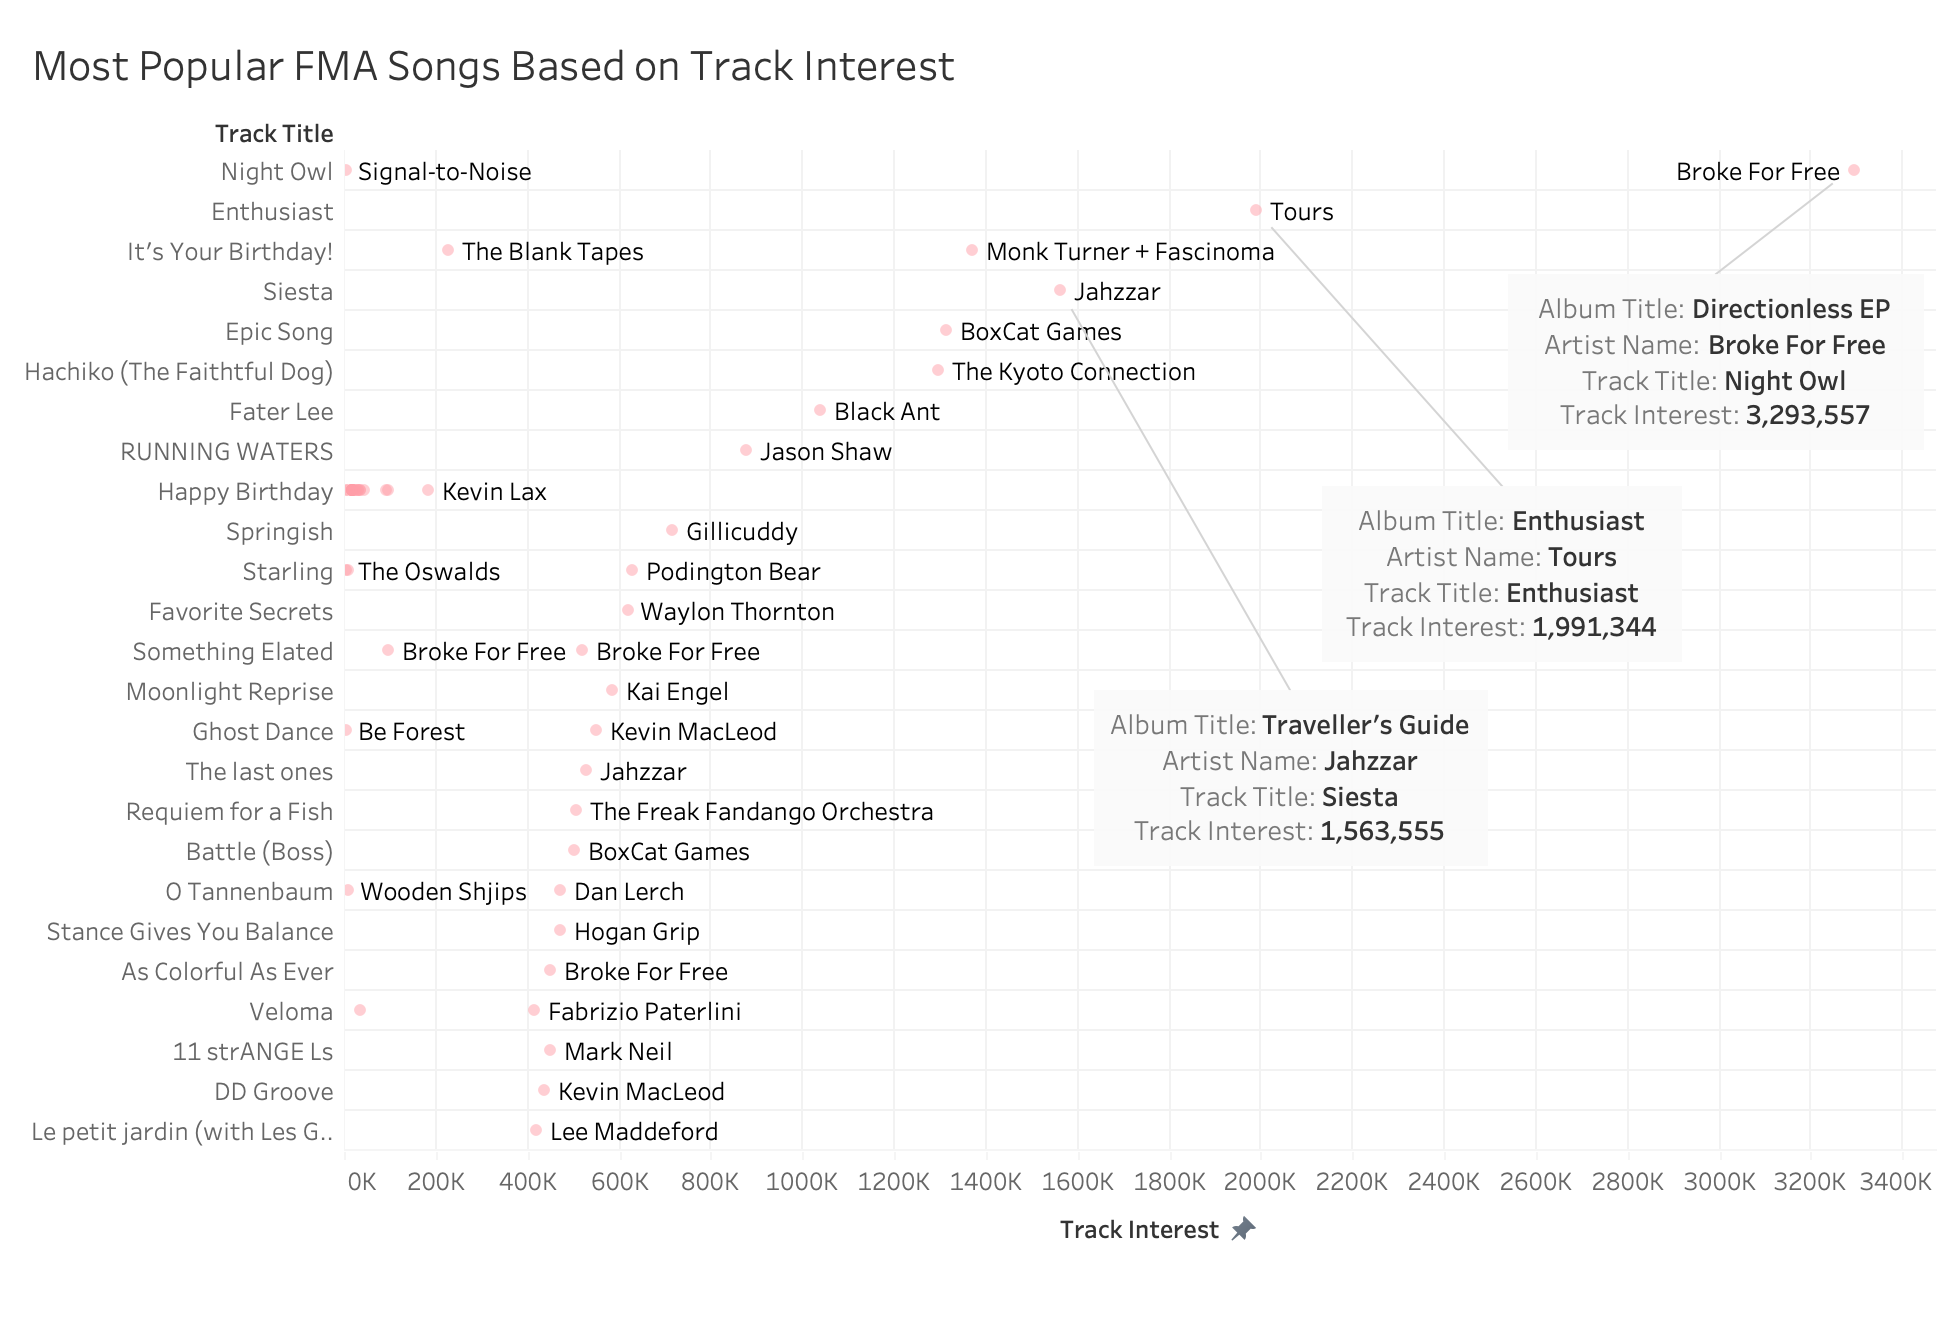 Most Popular FMA Songs Based on Track Interest
Track Title
Night Owl Signal-to-Noise Broke For Free
Enthusiast Tours
It's Your Birthday! The Blank Tapes Monk Turner + Fascinoma
Siesta Jahzzar
Epic Song BoxCat Games
Hachiko (The Faithtful Dog) The Kyoto Connection
Fater Lee Black Ant
RUNNING WATERS Jason Shaw
Happy Birthday Kevin Lax
Springish Gillicuddy
Starling The Oswalds Podington Bear
Favorite Secrets Waylon Thornton
Something Elated Broke For Free Broke For Free
Moonlight Reprise Kai Engel
Ghost Dance Be Forest Kevin MacLeod
The last ones Jahzzar
Requiem for a Fish The Freak Fandango Orchestra
Battle (Boss) BoxCat Games
O Tannenbaum Wooden Shjips Dan Lerch
Stance Gives You Balance Hogan Grip
As Colorful As Ever Broke For Free
Veloma Fabrizio Paterlini
11 strANGE Ls Mark Neil
DD Groove Kevin MacLeod
Le petit jardin (with Les G.. Lee Maddeford
Album Title: Directionless EP
Artist Name: Broke For Free
Track Title: Night Owl
Track Interest: 3,293,557
Album Title: Enthusiast
Artist Name: Tours
Track Title: Enthusiast
Track Interest: 1,991,344
Album Title: Traveller's Guide
Artist Name: Jahzzar
Track Title: Siesta
Track Interest: 1,563,555
0K 200K 400K 600K 800K 1000K 1200K 1400K 1600K 1800K 2000K 2200K 2400K 2600K 2800K 3000K 3200K 3400K
Track Interest